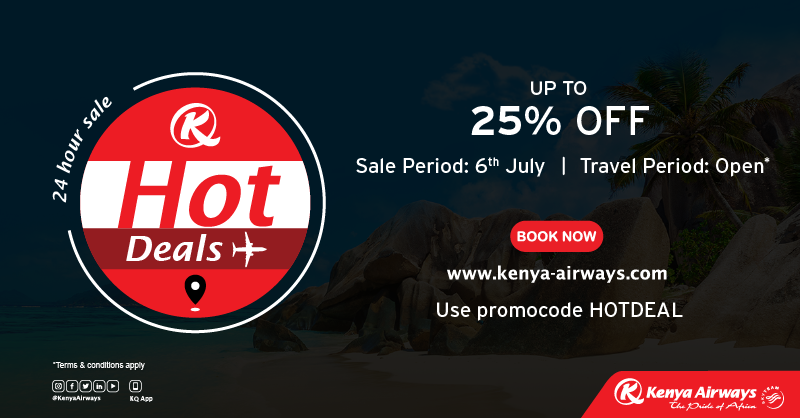 24 hour sale
Hot
Deals
UP TO
25% OFF
Sale Period: 6th July | Travel Period: Open*
BOOK NOW
www.kenya-airways.com
Use promocode HOTDEAL
*Terms & conditions apply
#KenyaAirways
KQ App
Kenya Airways
The Pride of Africa
SKYTEAM